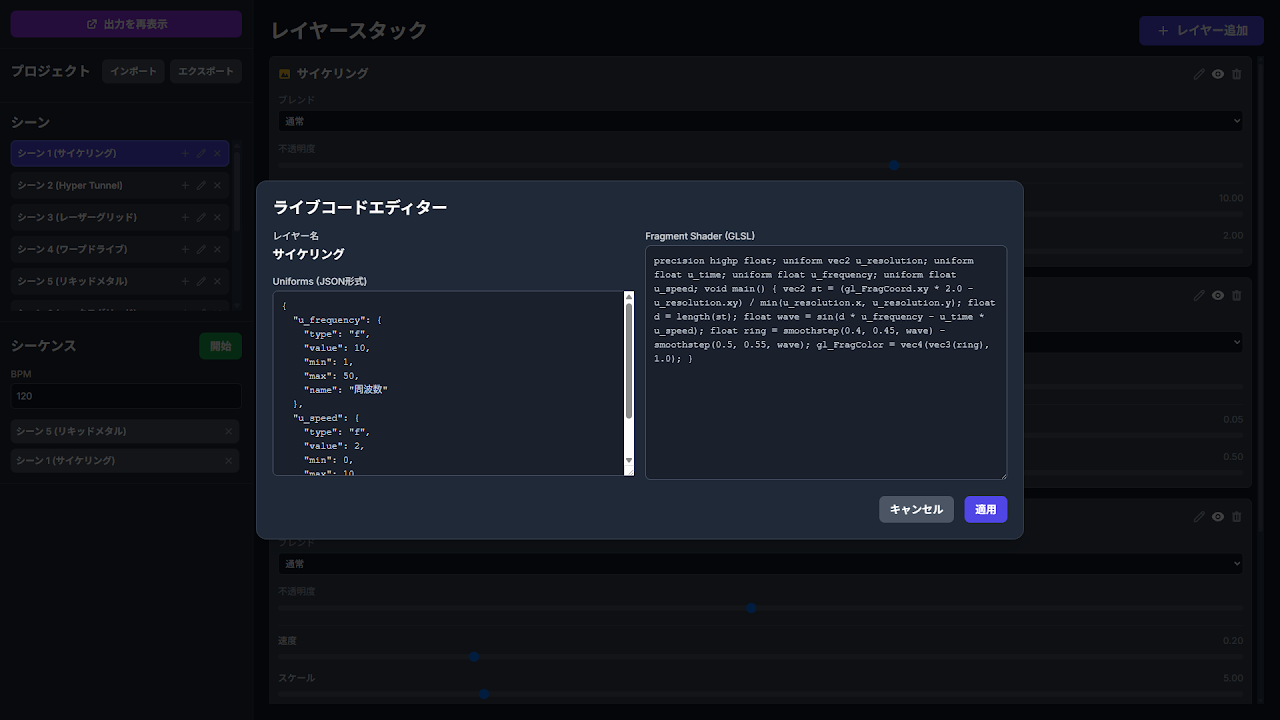 出力を再表示
プロジェクト
インポート
エクスポート
シーン
シーン 1 (サイケリング)
シーン 2 (Hyper Tunnel)
シーン 3 (レーザーグリッド)
シーン 4 (ワープドライブ)
シーン 5 (リキッドメタル)
シーケンス
開始
BPM
120
シーン 5 (リキッドメタル)
シーン 1 (サイケリング)
レイヤースタック
レイヤー追加
サイケリング
ブレンド
通常
不透明度
10.00
2.00
ライブコードエディター
レイヤー名
サイケリング
Uniforms (JSON形式)
{
"u_frequency": {
"type": "f",
"value": 10,
"min": 1,
"max": 50,
"name": "周波数"
},
"u_speed": {
"type": "f",
"value": 2,
"min": 0,
"max": 10
Fragment Shader (GLSL)
precision highp float; uniform vec2 u_resolution; uniform
float u_time; uniform float u_frequency; uniform float
u_speed; void main() { vec2 st = (gl_FragCoord.xy * 2.0 -
u_resolution.xy) / min(u_resolution.x, u_resolution.y); float
d = length(st); float wave = sin(d * u_frequency - u_time *
u_speed); float ring = smoothstep(0.4, 0.45, wave) -
smoothstep(0.5, 0.55, wave); gl_FragColor = vec4(vec3(ring),
1.0); }
キャンセル
適用
0.05
0.50
ブレンド
通常
不透明度
速度
0.20
スケール
5.00